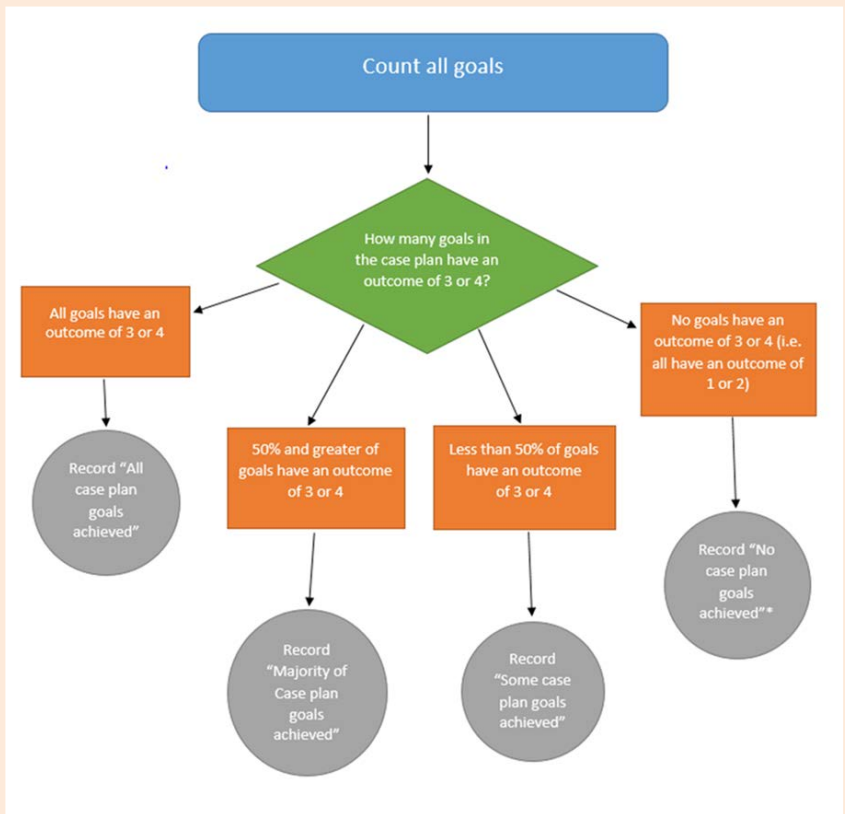 Count all goals
How many goals in
the case plan have an
outcome of 3 or 4?
All goals have an
outcome of 3 or 4
No goals have an
outcome of 3 or 4 (i.e.
all have an outcome of
1 or 2)
50% and greater of
goals have an outcome
of 3 or 4
Less than 50% of goals
have an outcome
of 3 or 4
Record “All
case plan
goals
achieved”
Record “No
case plan
goals
achieved”*
Record
“Majority of
Case plan
goals
achieved”
Record
“Some case
plan goals
achieved”